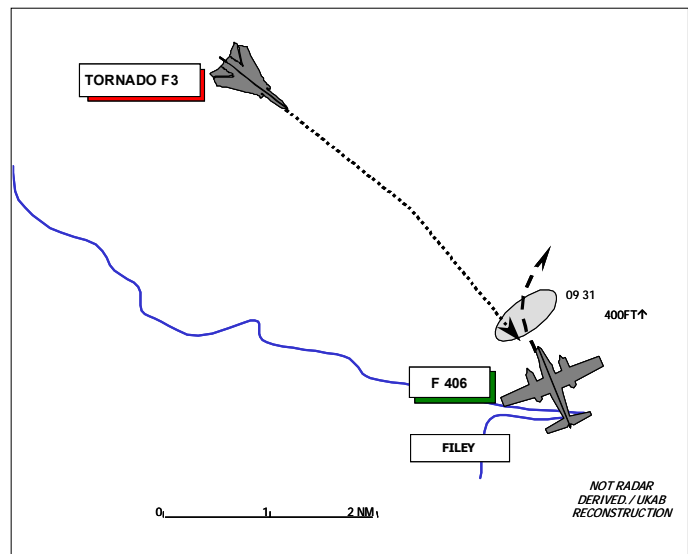 TORNADO F3
09 31
400FT↑
F 406
FILEY
NOT RADAR
DERIVED./ UKAB
RECONSTRUCTION
0 1 2 NM